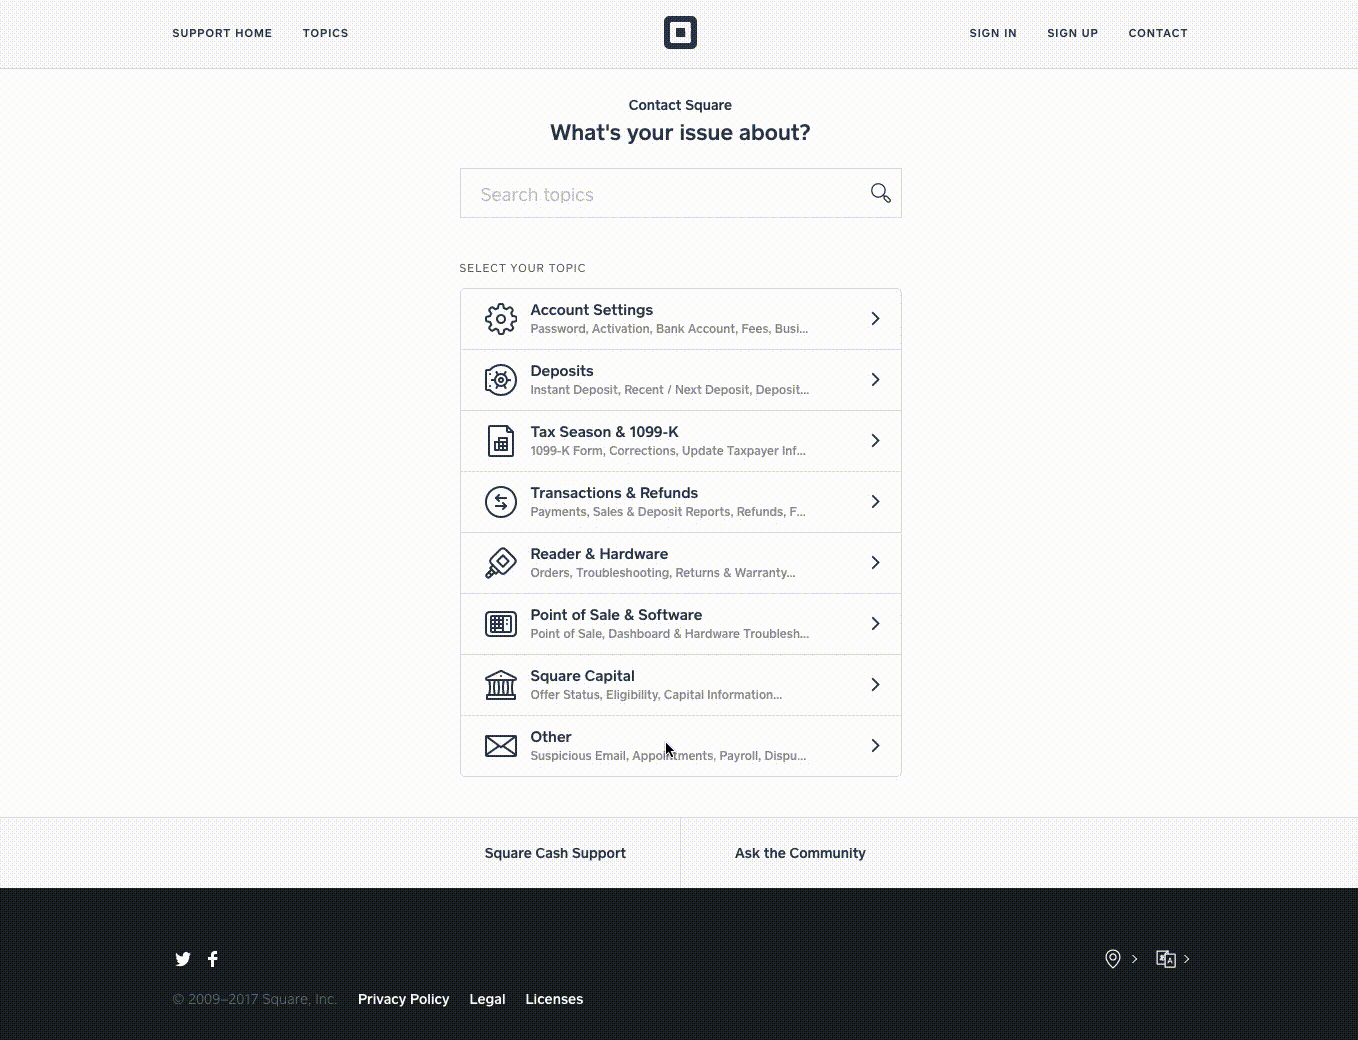 SUPPORT HOME TOPICS SIGN IN SIGN UP CONTACT
Contact Square
What's your issue about?
Search topics
SELECT YOUR TOPIC
Account Settings
Password, Activation, Bank Account, Fees, Busi...
Deposits
Instant Deposit, Recent / Next Deposit, Deposit...
Tax Season & 1099-K
1099-K Form, Corrections, Update Taxpayer Inf...
Transactions & Refunds
Payments, Sales & Deposit Reports, Refunds, F...
Reader & Hardware
Orders, Troubleshooting, Returns & Warranty...
Point of Sale & Software
Point of Sale, Dashboard & Hardware Troublesh...
Square Capital
Offer Status, Eligibility, Capital Information...
Other
Suspicious Email, Appointments, Payroll, Dispu...
Square Cash Support Ask the Community
© 2009–2017 Square, Inc. Privacy Policy Legal Licenses